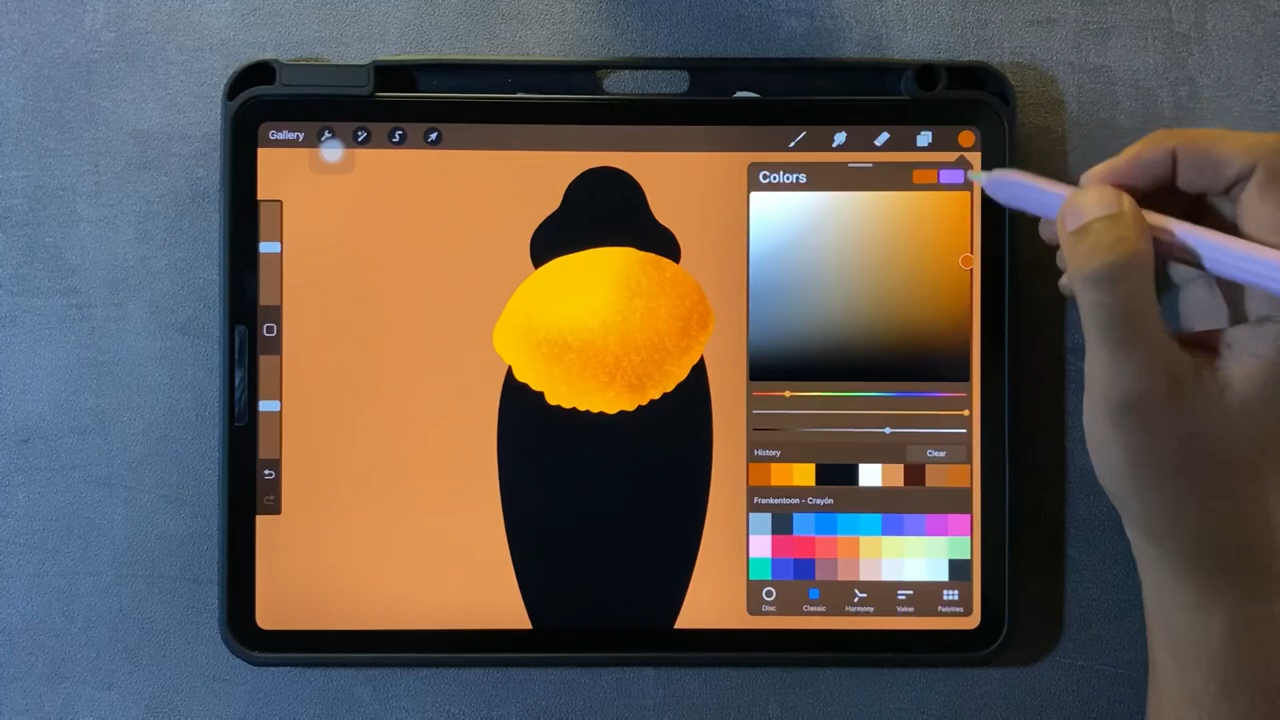 Gallery
Colors
History
Clear
Frankentoon - Crayón
Disc
Classic
Harmony
Value
Palettes